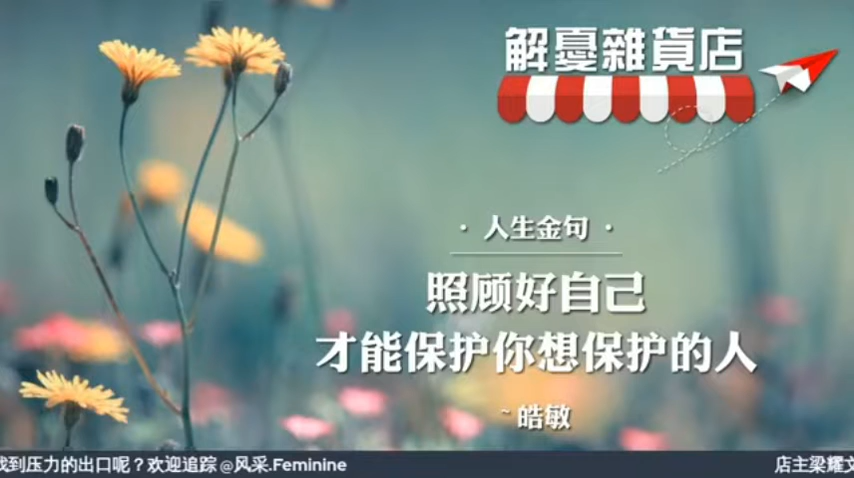 解憂雜貨店
· 人生金句 ·
照顾好自己
才能保护你想保护的人
~ 皓敏
找到压力的出口呢？欢迎追踪 @风采.Feminine
店主梁耀文